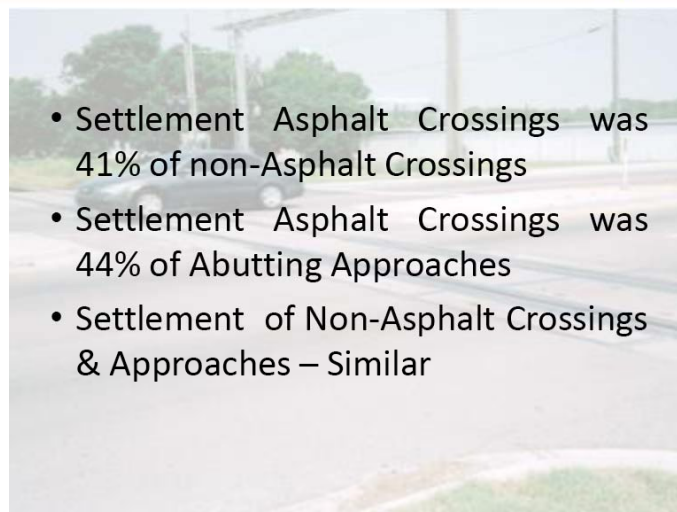 • Settlement Asphalt Crossings was
41% of non-Asphalt Crossings
• Settlement Asphalt Crossings was
44% of Abutting Approaches
• Settlement of Non-Asphalt Crossings
& Approaches – Similar